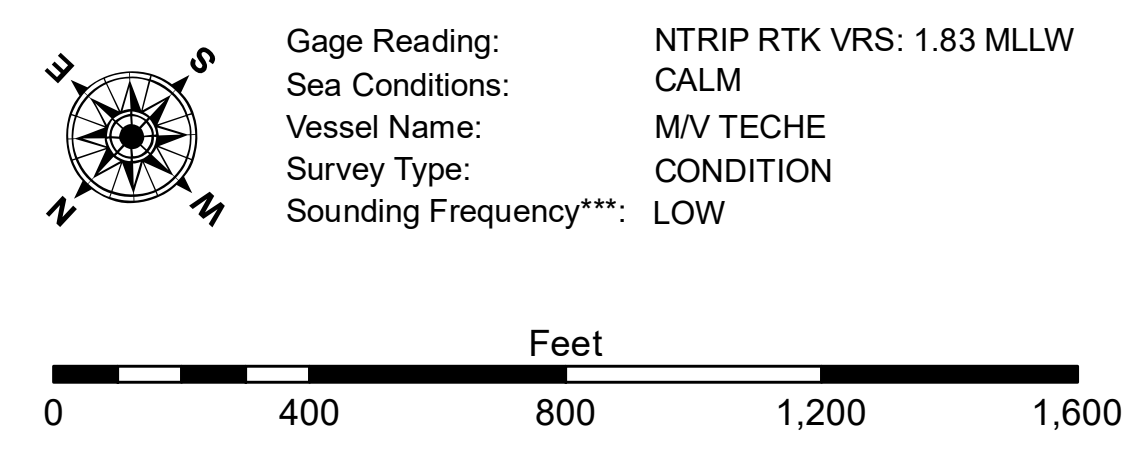 E S
N W
Gage Reading: NTRIP RTK VRS: 1.83 MLLW
Sea Conditions: CALM
Vessel Name: M/V TECHE
Survey Type: CONDITION
Sounding Frequency***: LOW
Feet
0 400 800 1,200 1,600